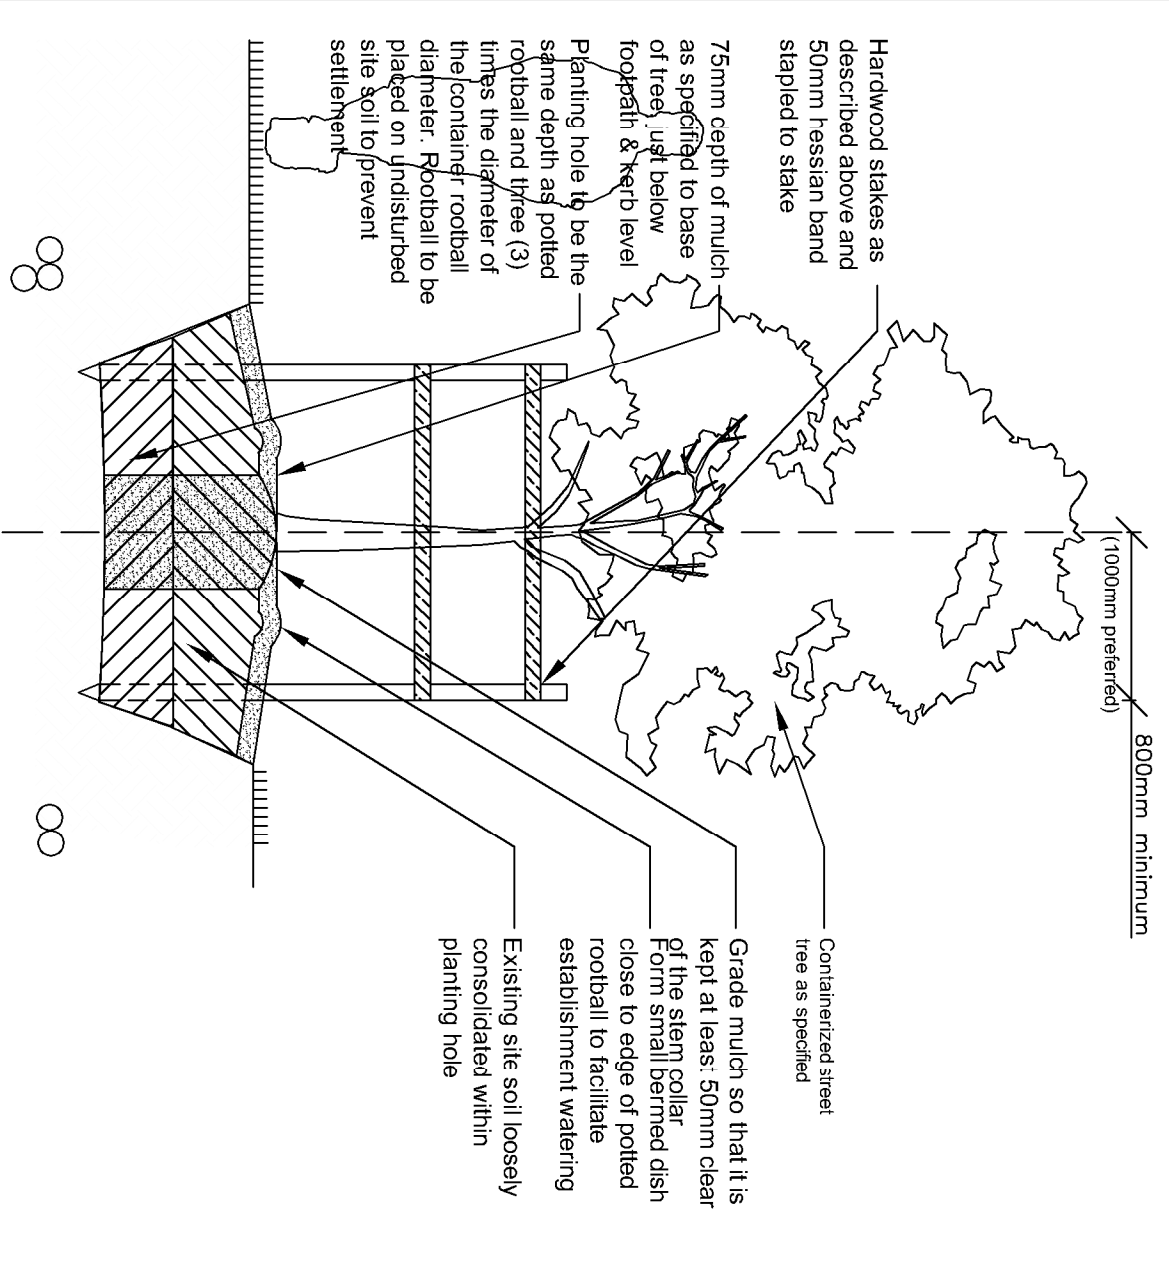 Hardwood stakes as
described above and
50mm hessian band
stapled to stake
75mm depth of mulch
as specified to base
of tree just below
footpath & kerb level
Planting hole to be the
same depth as potted
rootball and three (3)
times the diameter of
the container rootball
diameter. Rootball to be
placed on undisturbed
site soil to prevent
settlement
800mm minimum
(1000mm preferred)
Containerized street
tree as specified
Grade mulch so that it is
kept at least 50mm clear
of the stem collar
Form small bermed dish
close to edge of potted
rootball to facilitate
establishment watering
Existing site soil loosely
consolidated within
planting hole